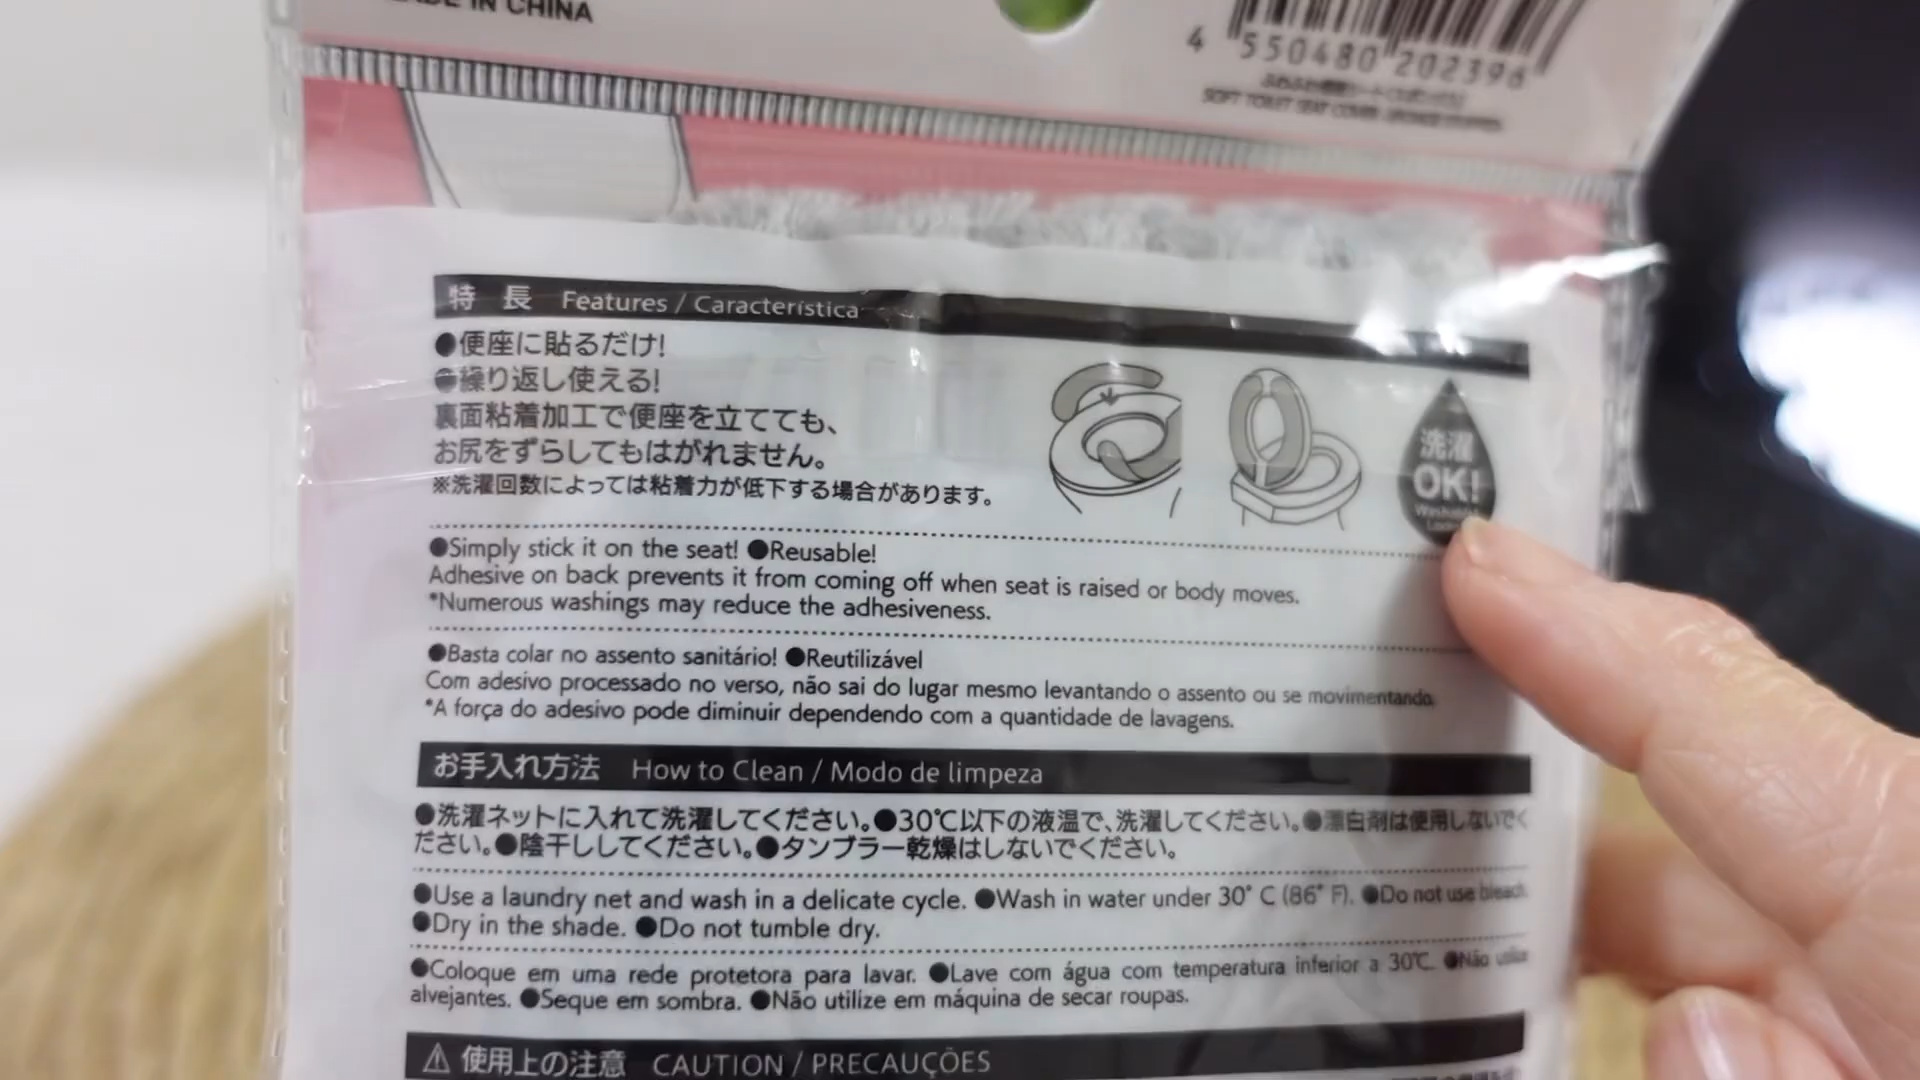 MADE IN CHINA
4 550480 202396
SOFT TOILET SEAT COVER
特 長 Features / Característica
●便座に貼るだけ!
●繰り返し使える!
裏面粘着加工で便座を立てても、
お尻をずらしてもはがれません。
※洗濯回数によっては粘着力が低下する場合があります。
洗濯
OK!
Washable
●Simply stick it on the seat! ●Reusable!
Adhesive on back prevents it from coming off when seat is raised or body moves.
*Numerous washings may reduce the adhesiveness.
●Basta colar no assento sanitário! ●Reutilizável
Com adesivo processado no verso, não sai do lugar mesmo levantando o assento ou se movimentando.
*A força do adesivo pode diminuir dependendo com a quantidade de lavagens.
お手入れ方法 How to Clean / Modo de limpeza
●洗濯ネットに入れて洗濯してください。●30℃以下の液温で、洗濯してください。●漂白剤は使用しないでく
ださい。●陰干ししてください。●タンブラー乾燥はしないでください。
●Use a laundry net and wash in a delicate cycle. ●Wash in water under 30° C (86° F). ●Do not use bleach.
●Dry in the shade. ●Do not tumble dry.
●Coloque em uma rede protetora para lavar. ●Lave com água com temperatura inferior a 30℃. ●Não utilize
alvejantes. ●Seque em sombra. ●Não utilize em máquina de secar roupas.
⚠ 使用上の注意 CAUTION / PRECAUÇÕES